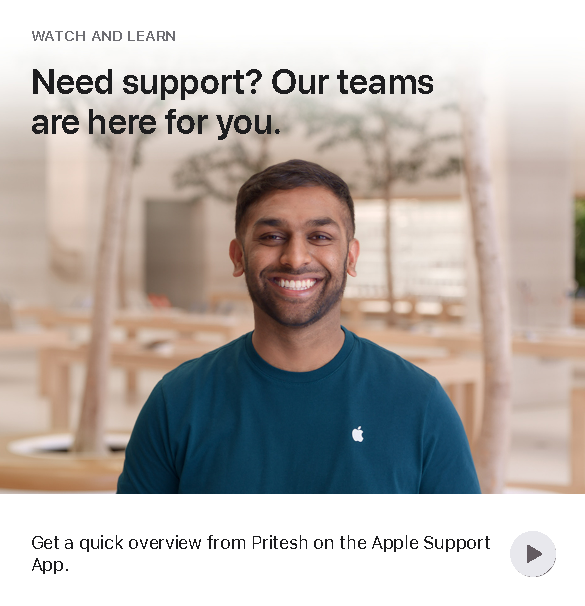 WATCH AND LEARN
Need support? Our teams
are here for you.
Get a quick overview from Pritesh on the Apple Support
App.